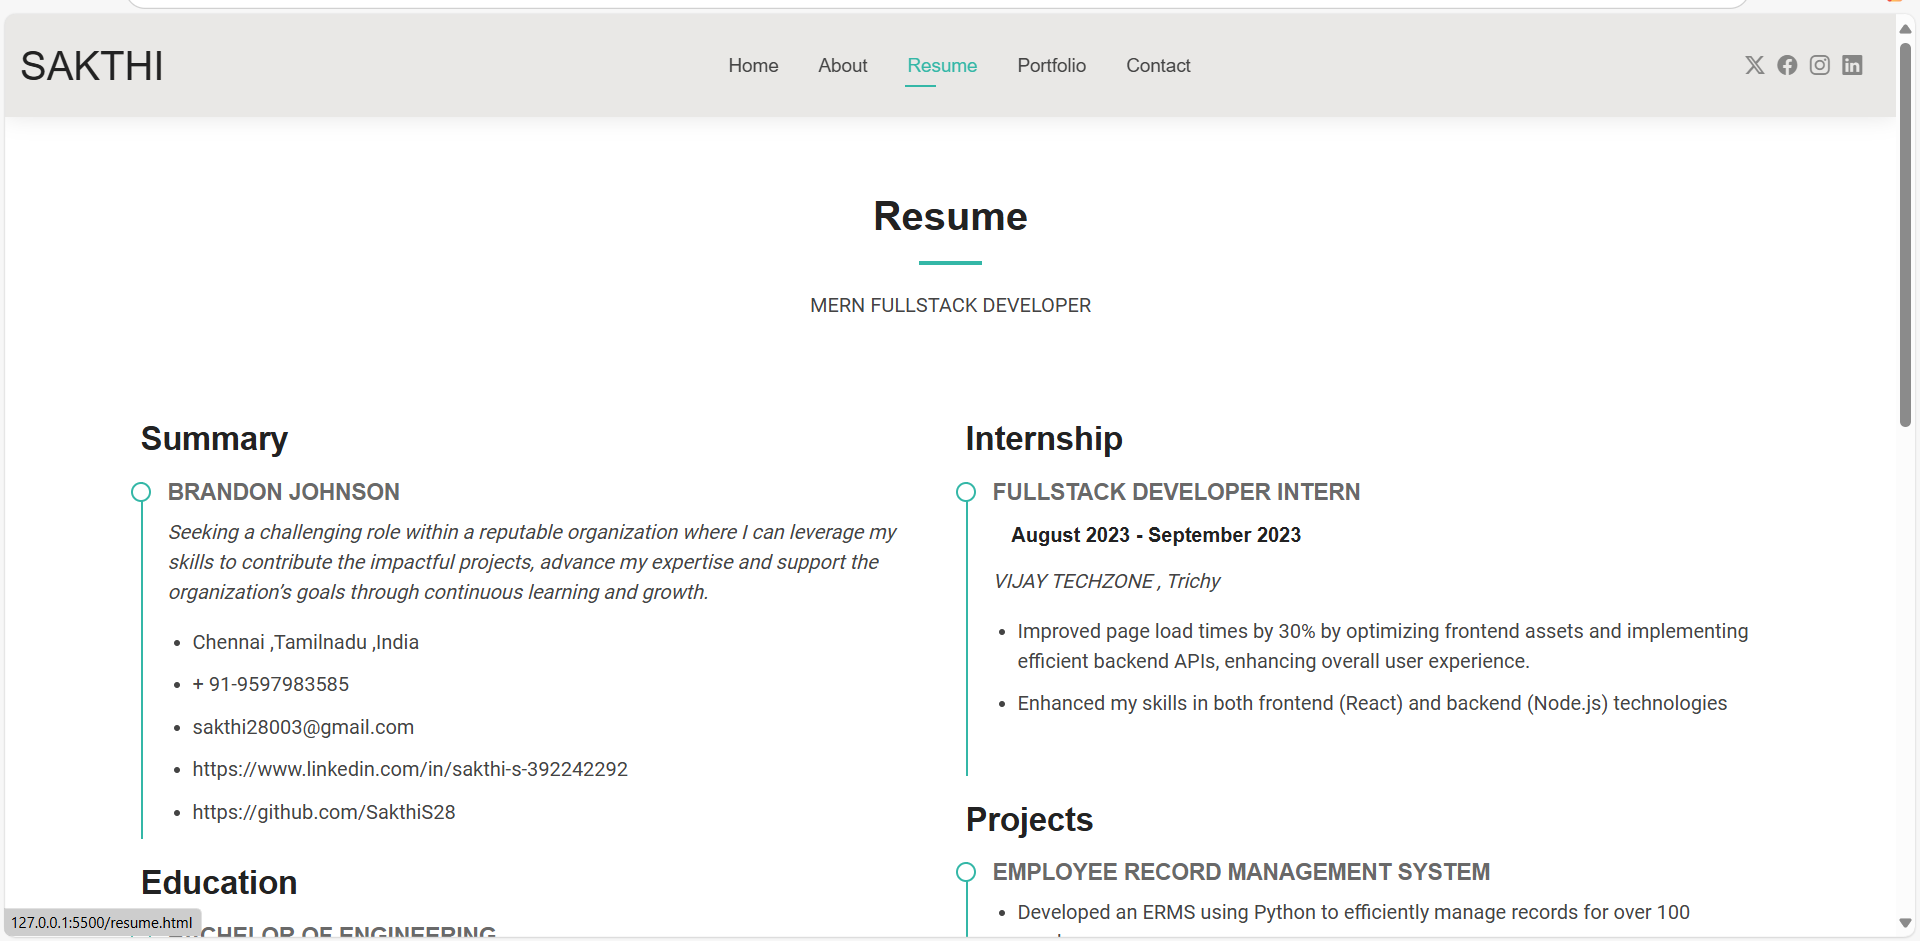 SAKTHI
Home
About
Resume
Portfolio
Contact
Resume
MERN FULLSTACK DEVELOPER
Summary
BRANDON JOHNSON
Seeking a challenging role within a reputable organization where I can leverage my
skills to contribute the impactful projects, advance my expertise and support the
organization’s goals through continuous learning and growth.
Chennai ,Tamilnadu ,India
+ 91-9597983585
sakthi28003@gmail.com
https://www.linkedin.com/in/sakthi-s-392242292
https://github.com/SakthiS28
Education
BACHELOR OF ENGINEERING
Internship
FULLSTACK DEVELOPER INTERN
August 2023 - September 2023
VIJAY TECHZONE , Trichy
Improved page load times by 30% by optimizing frontend assets and implementing
efficient backend APIs, enhancing overall user experience.
Enhanced my skills in both frontend (React) and backend (Node.js) technologies
Projects
EMPLOYEE RECORD MANAGEMENT SYSTEM
Developed an ERMS using Python to efficiently manage records for over 100
127.0.0.1:5500/resume.html